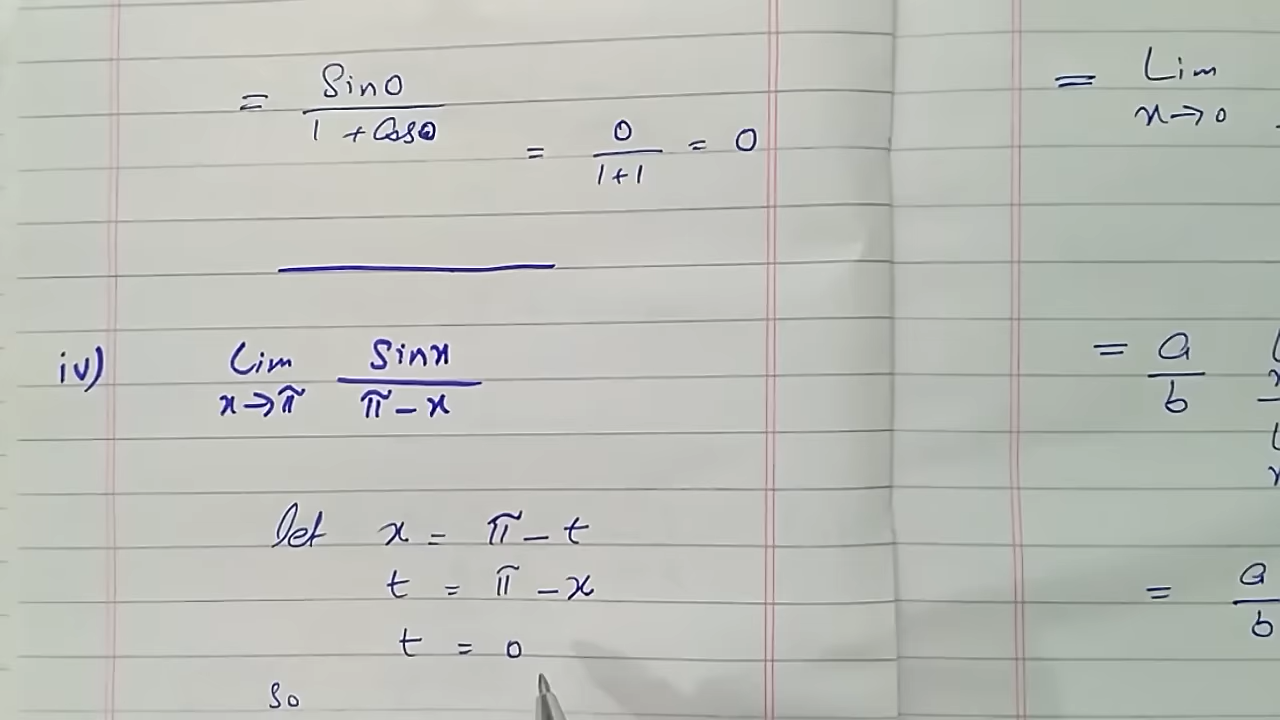 = Sin0 / 1 + Cos0 = 0 / 1+1 = 0
iv) Lim x→π Sinx / π-x
let x = π-t
t = π-x
t = 0
So
= Lim x→0
= a / b
= a / b